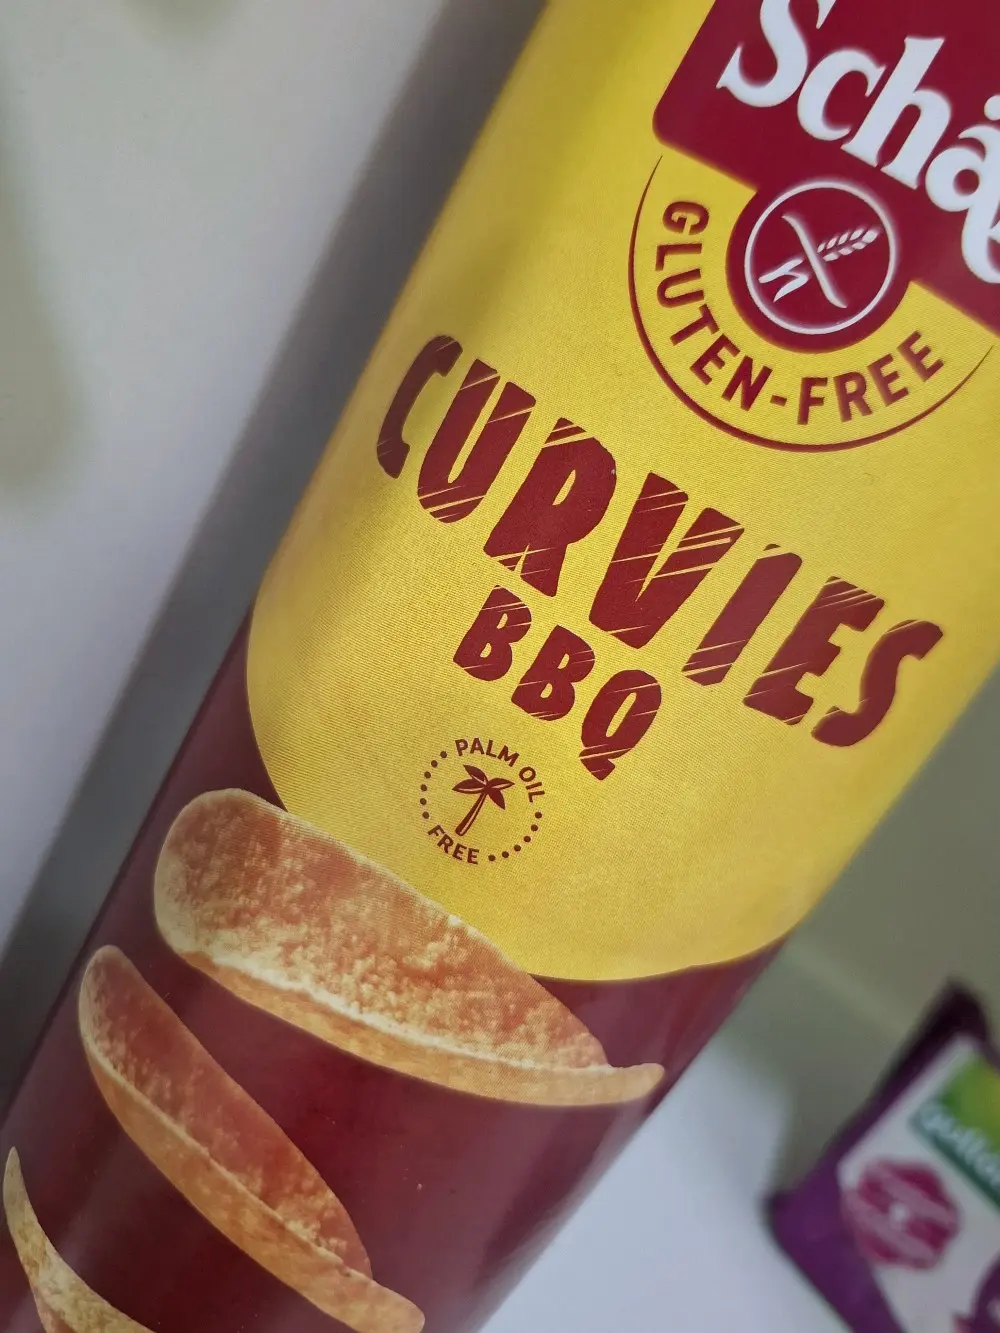 Schä
GLUTEN-FREE
CURVIES
BBQ
PALM OIL
FREE